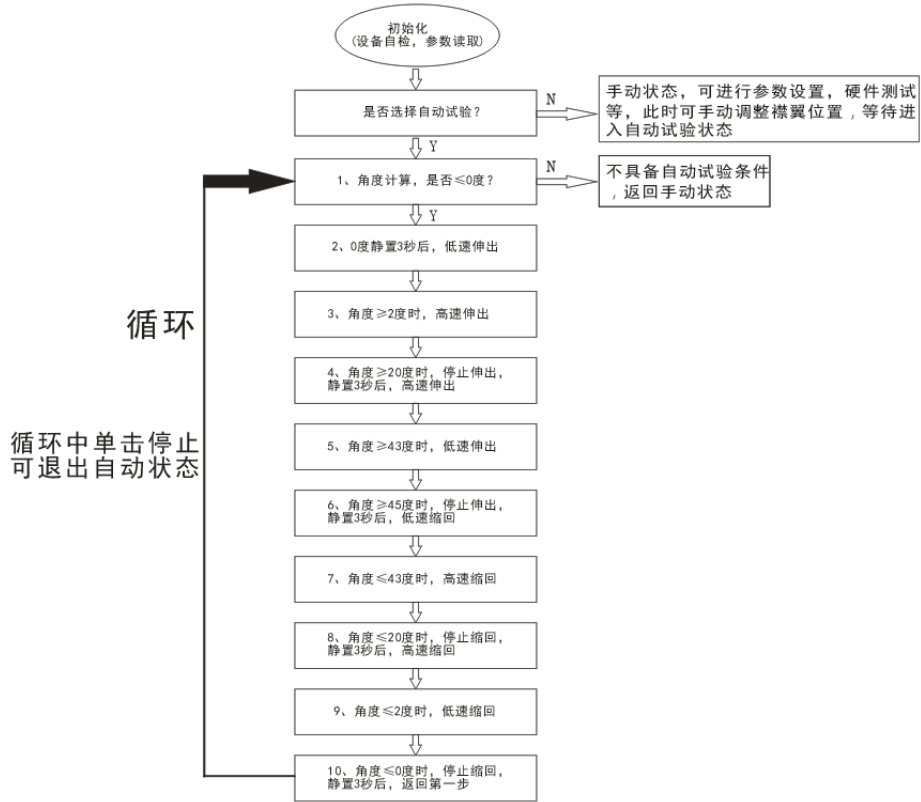 初始化
(设备自检，参数读取)
是否选择自动试验？
N
手动状态，可进行参数设置，硬件测试
等，此时可手动调整襟翼位置，等待进
入自动试验状态
Y
1、角度计算，是否≤0度？
N
不具备自动试验条件
，返回手动状态
Y
2、0度静置3秒后，低速伸出
3、角度≥2度时，高速伸出
循环
4、角度≥20度时，停止伸出，
静置3秒后，高速伸出
循环中单击停止
可退出自动状态
5、角度≥43度时，低速伸出
6、角度≥45度时，停止伸出，
静置3秒后，低速缩回
7、角度≤43度时，高速缩回
8、角度≤20度时，停止缩回，
静置3秒后，高速缩回
9、角度≤2度时，低速缩回
10、角度≤0度时，停止缩回，
静置3秒后，返回第一步